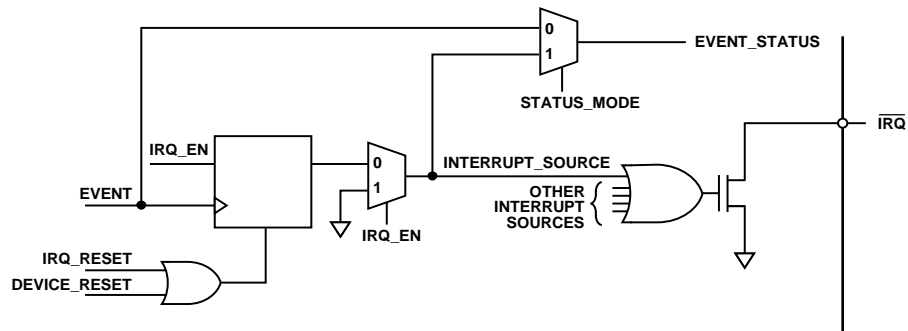 0
1
EVENT_STATUS
STATUS_MODE
IRQ
IRQ_EN
0
1
INTERRUPT_SOURCE
EVENT
OTHER
INTERRUPT
SOURCES
IRQ_EN
IRQ_RESET
DEVICE_RESET